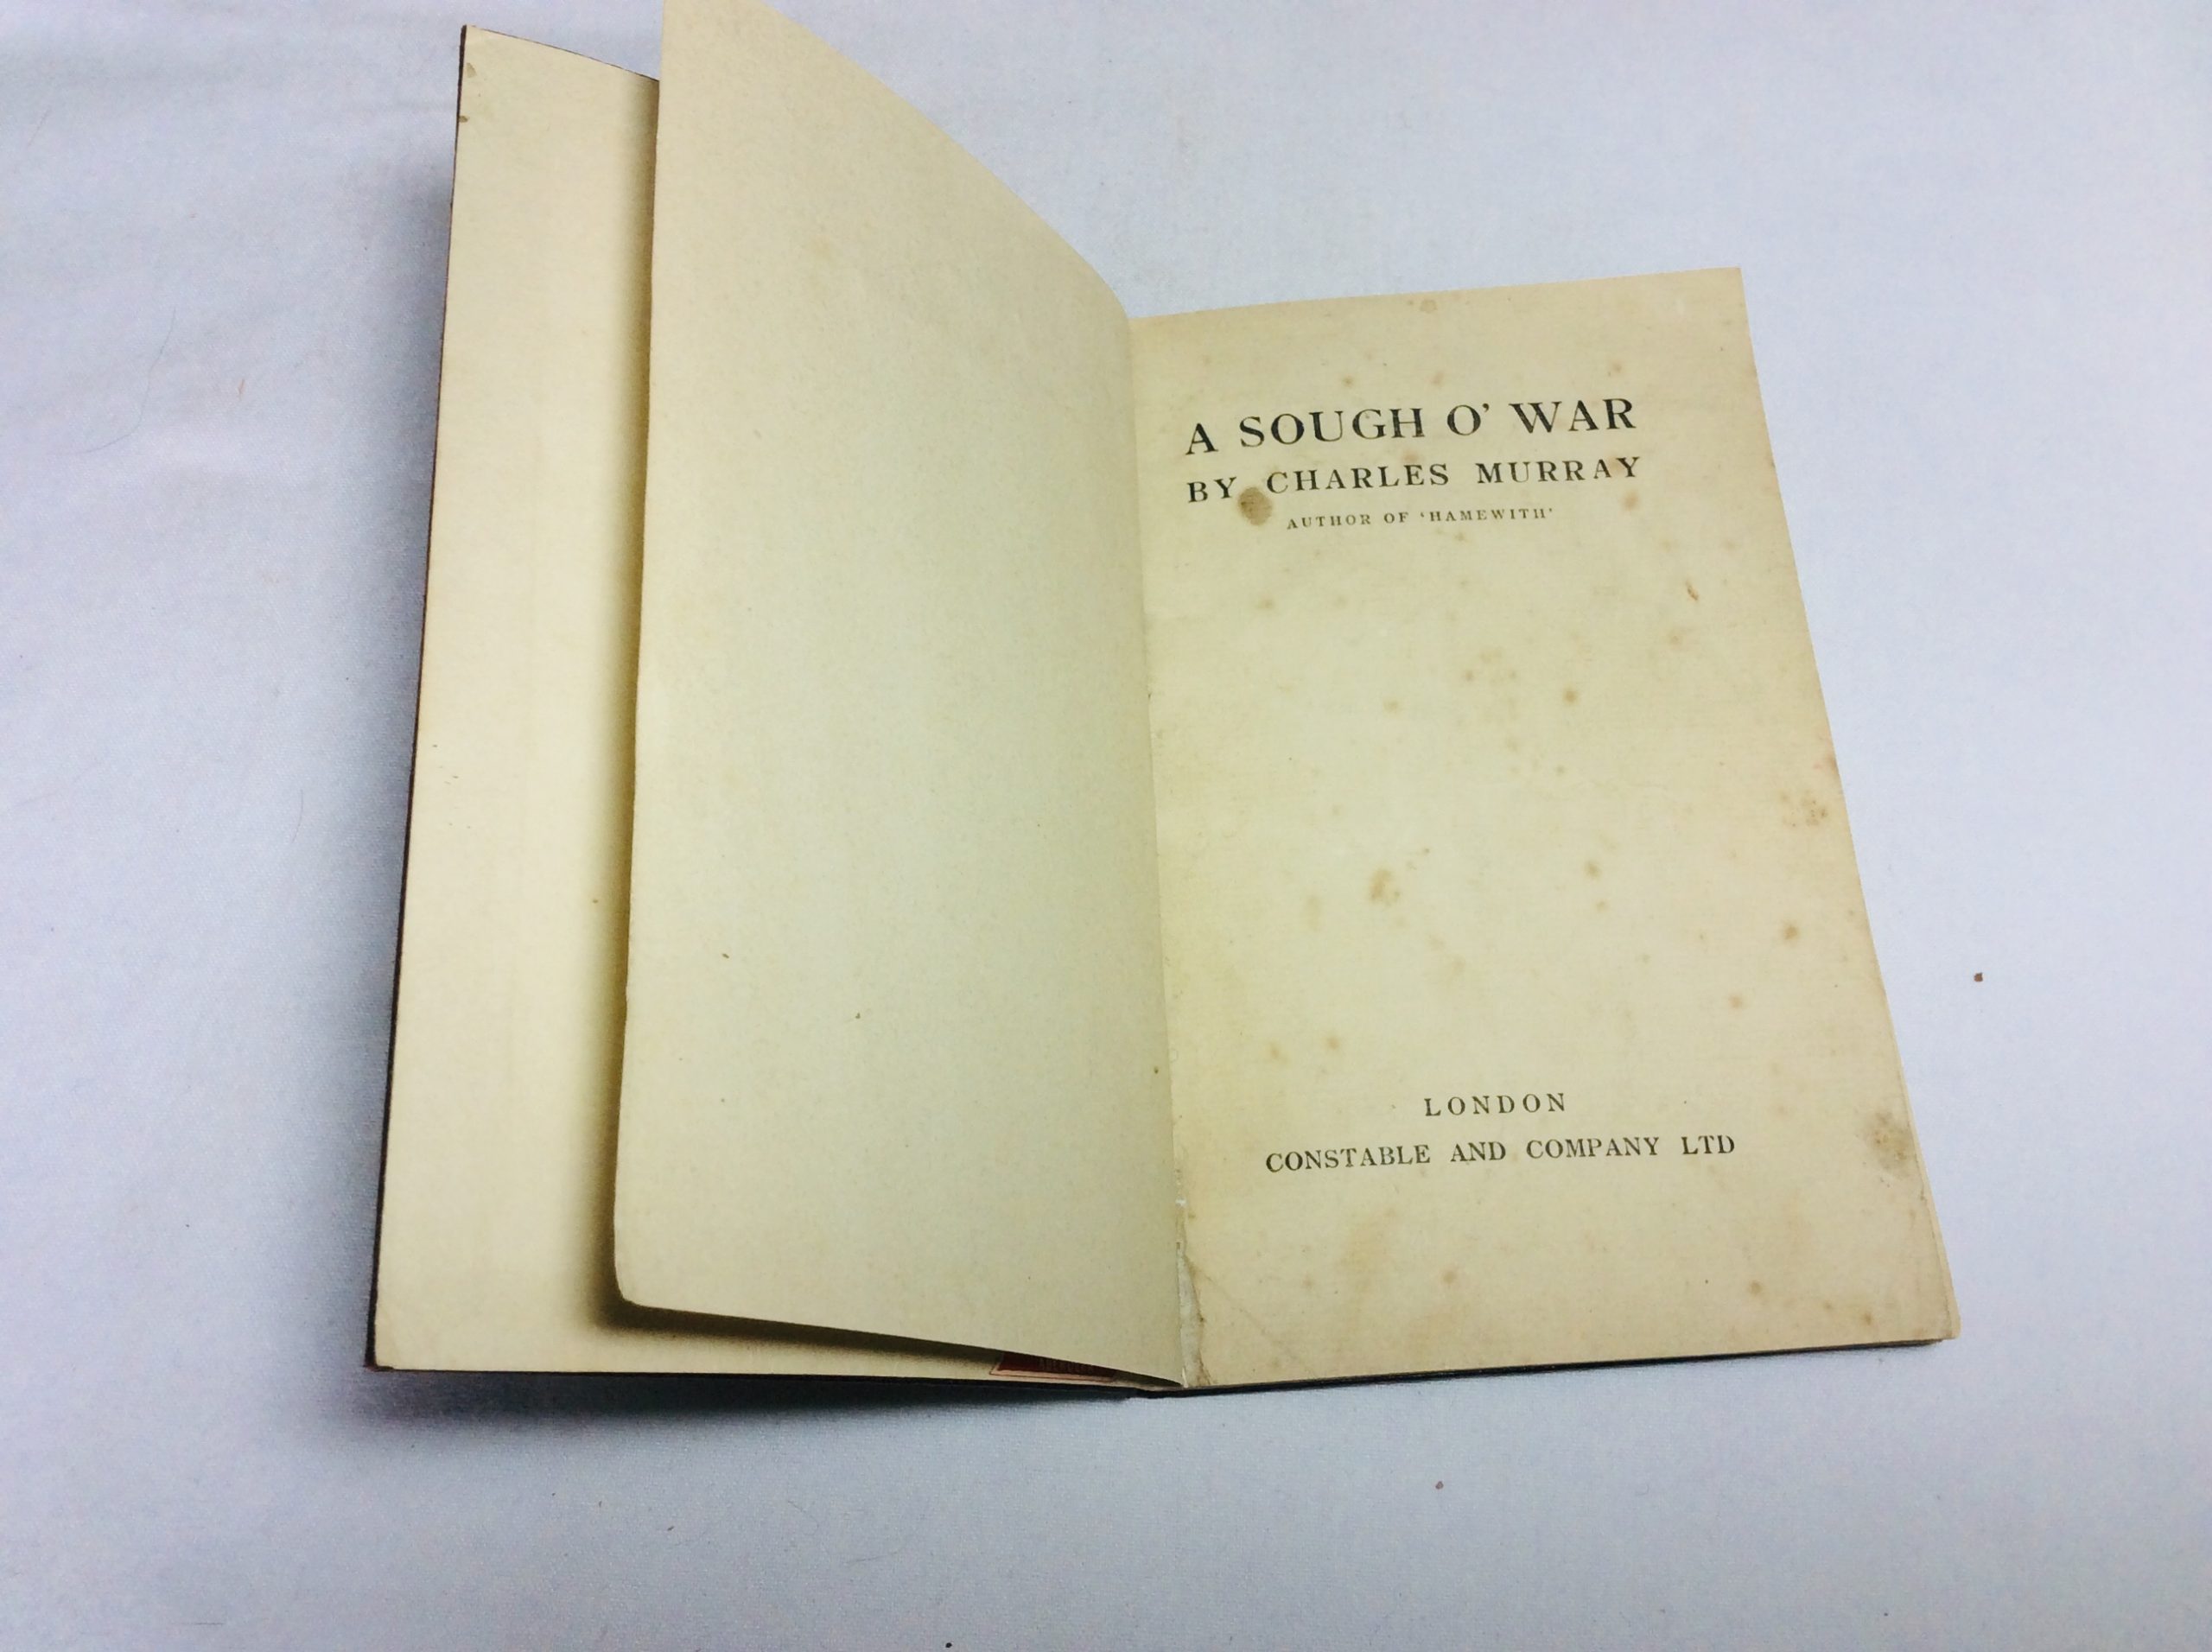 A SOUGH O' WAR
BY CHARLES MURRAY
AUTHOR OF 'HAMEWITH'
LONDON
CONSTABLE AND COMPANY LTD